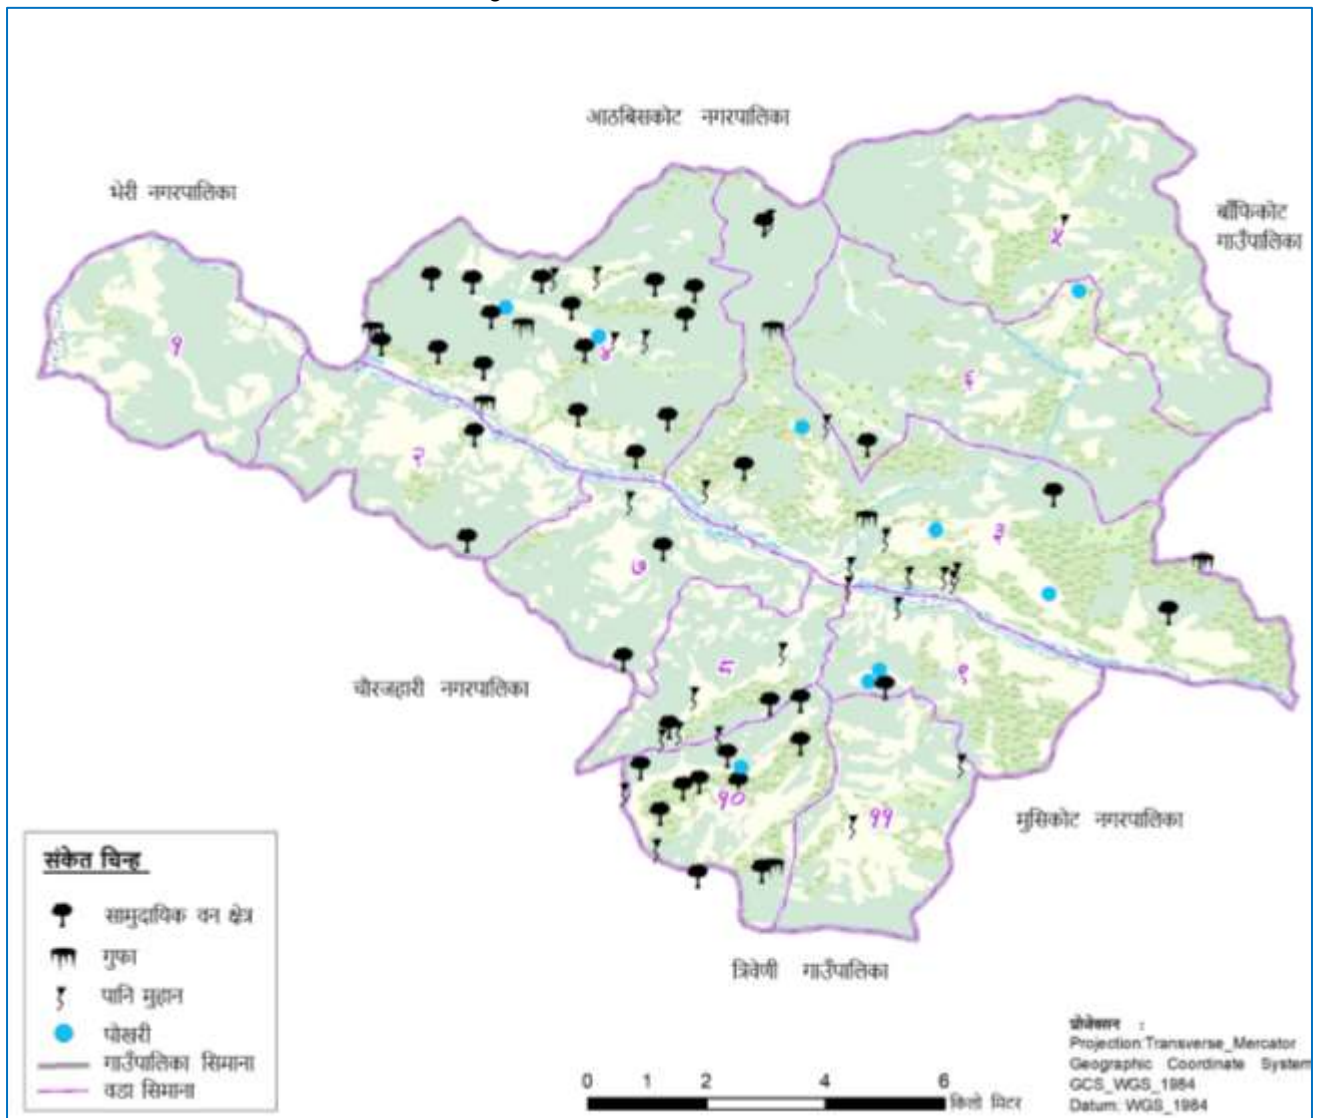 आठबिसकोट नगरपालिका
भेरी नगरपालिका
बाँफिकोट
गाउँपालिका
५
१
४
६
२
३
७
८
९
चौरजहारी नगरपालिका
१०
११
मुसिकोट नगरपालिका
त्रिवेणी गाउँपालिका
संकेत चिन्ह
सामुदायिक वन क्षेत्र
गुफा
पानि मुहान
पोखरी
गाउँपालिका सिमाना
वडा सिमाना
0 1 2 4 6
किलो मिटर
प्रोजेक्सन :
Projection:Transverse_Mercator
Geographic Coordinate System
GCS_WGS_1984
Datum: WGS_1984